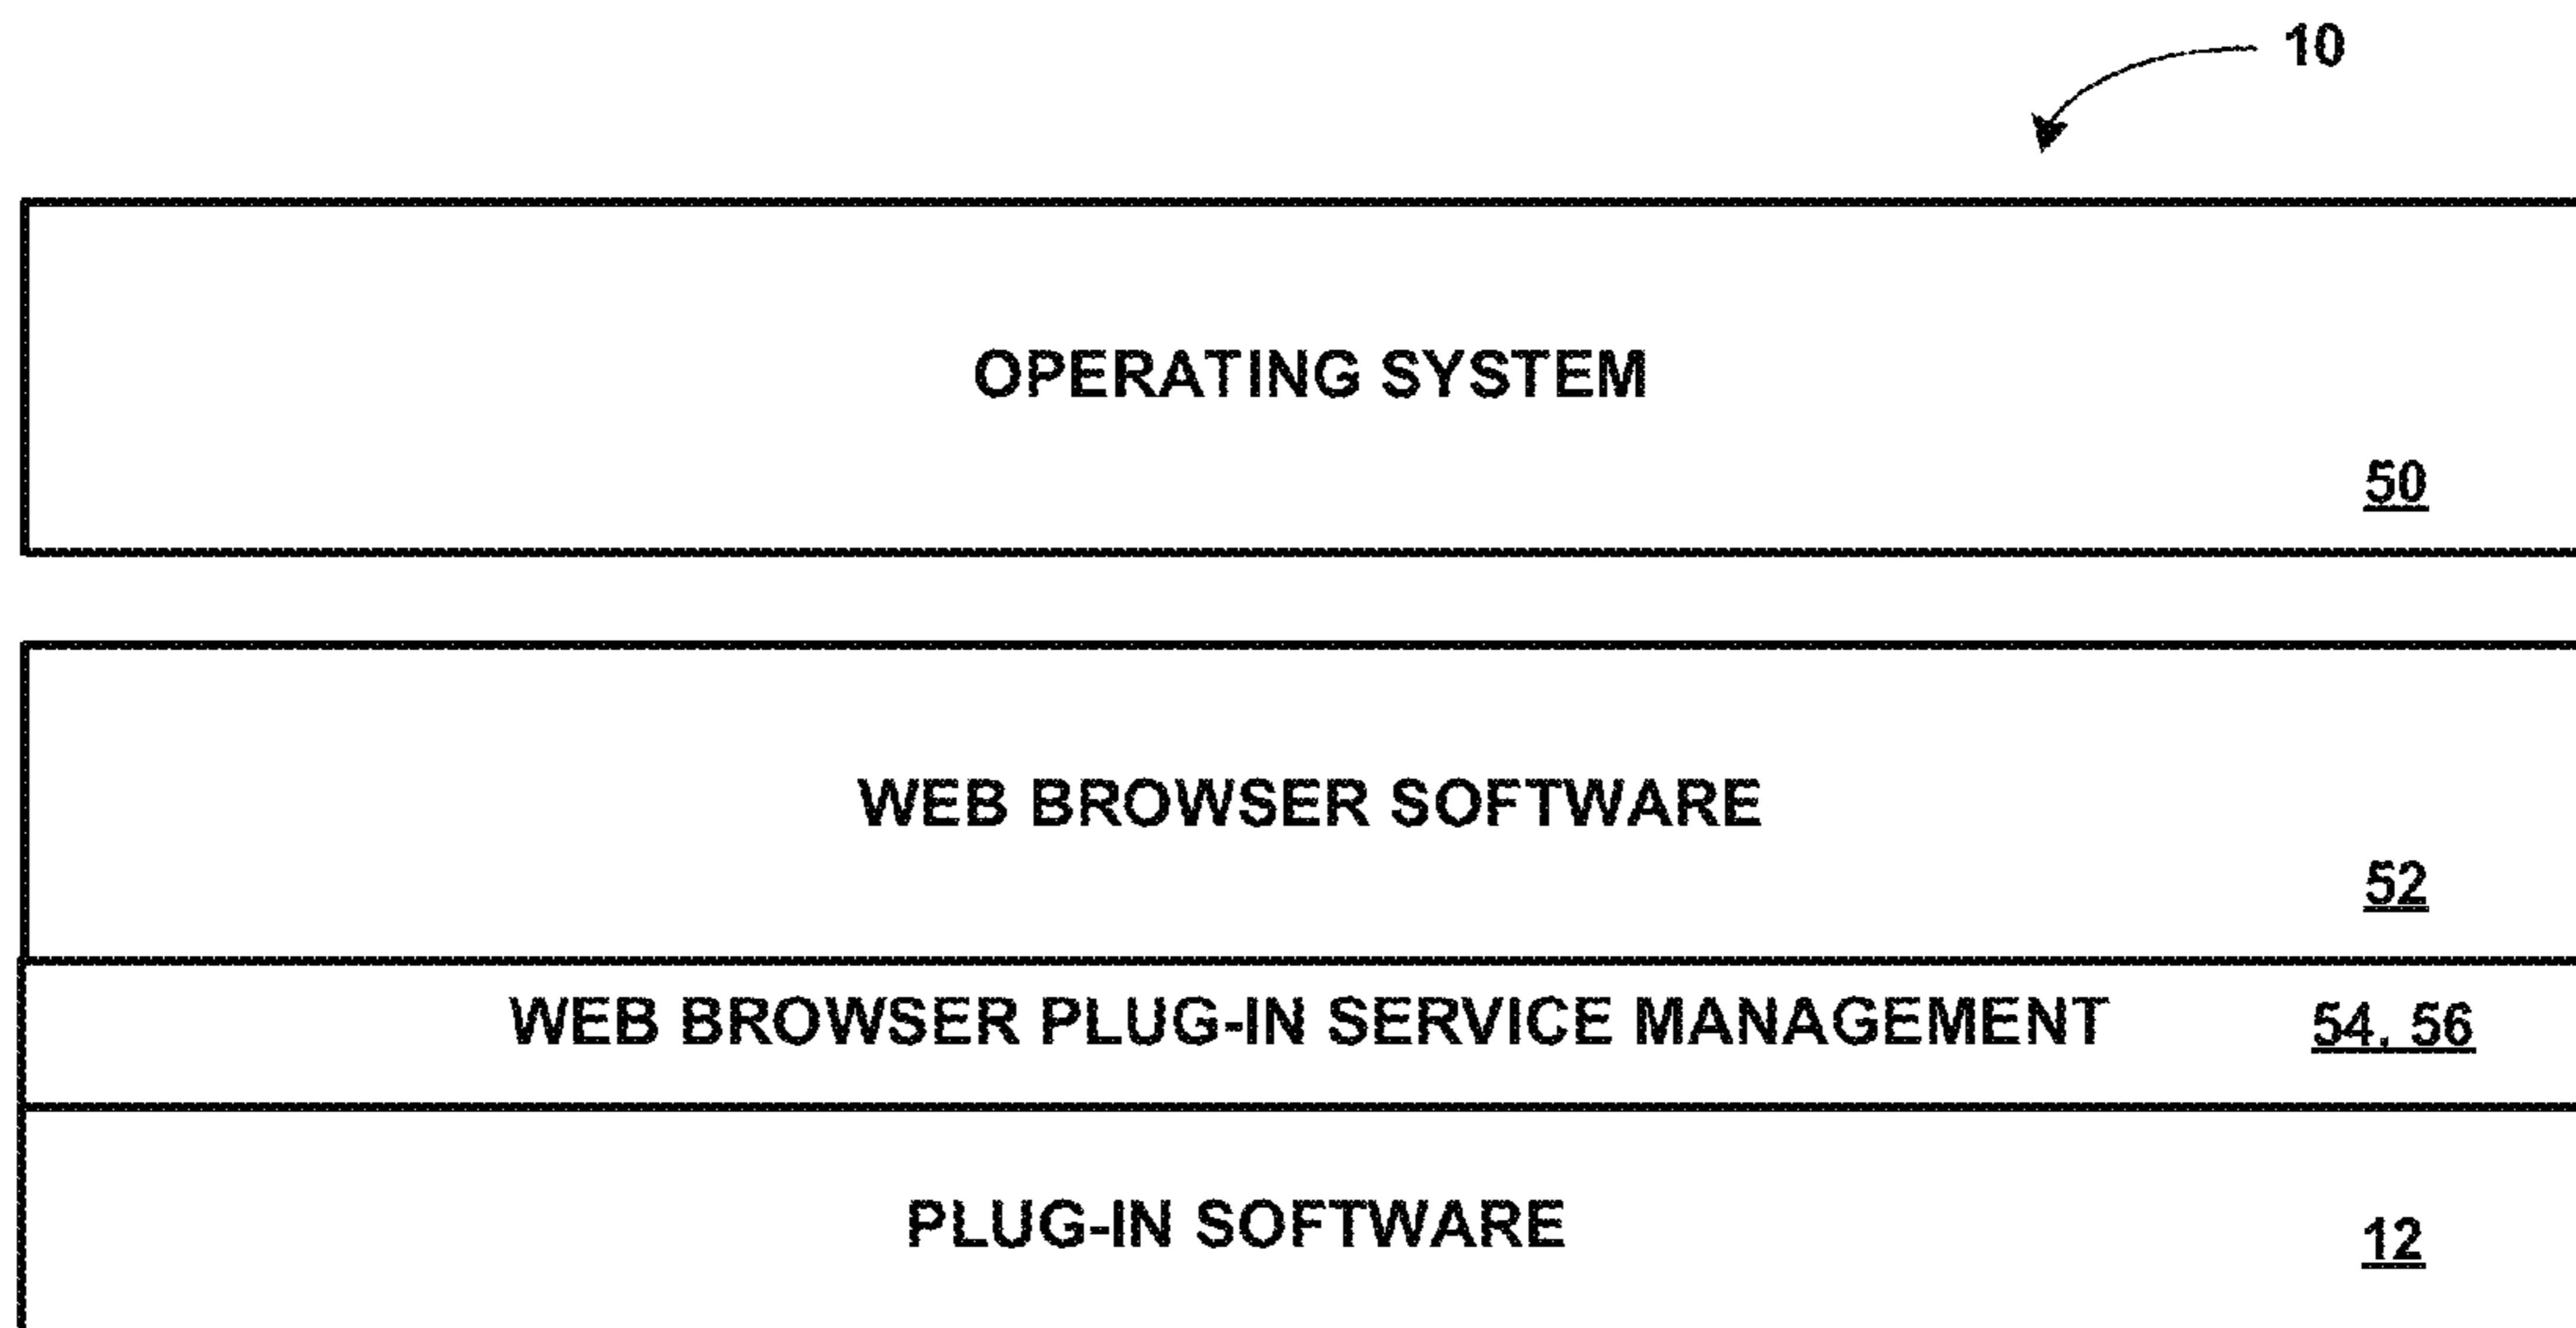 10
OPERATING SYSTEM
50
WEB BROWSER SOFTWARE
52
WEB BROWSER PLUG-IN SERVICE MANAGEMENT 54, 56
PLUG-IN SOFTWARE
12